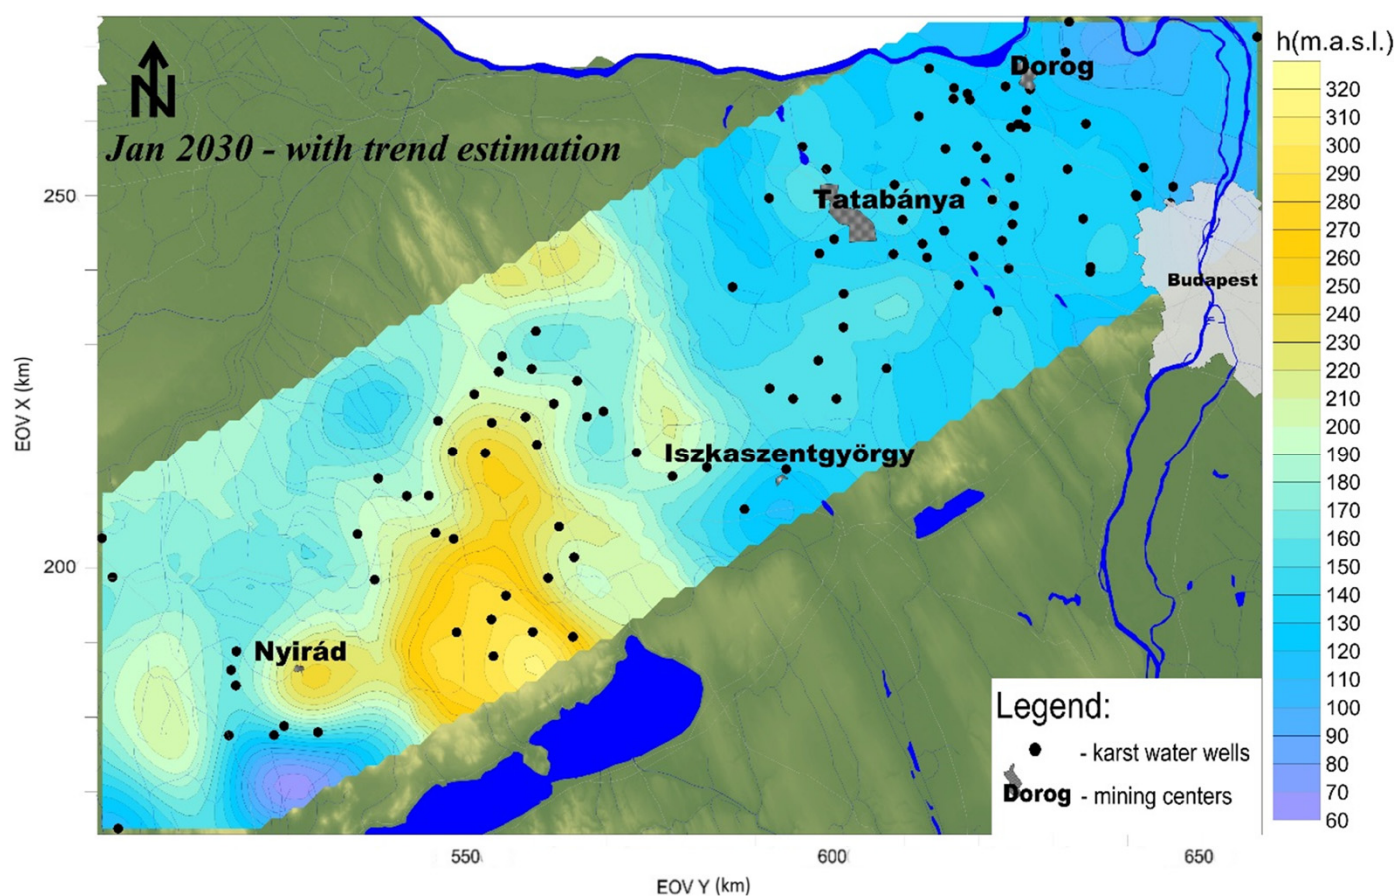 h(m.a.s.l.)
N
Jan 2030 - with trend estimation
Dorog
Tatabánya
Budapest
Iszkaszentgyörgy
Nyirád
320
310
300
290
280
270
260
250
240
230
220
210
200
190
180
170
160
150
140
130
120
110
100
90
80
70
60
EOV X (km)
250
200
Legend:
- karst water wells
Dorog - mining centers
550
600
650
EOV Y (km)